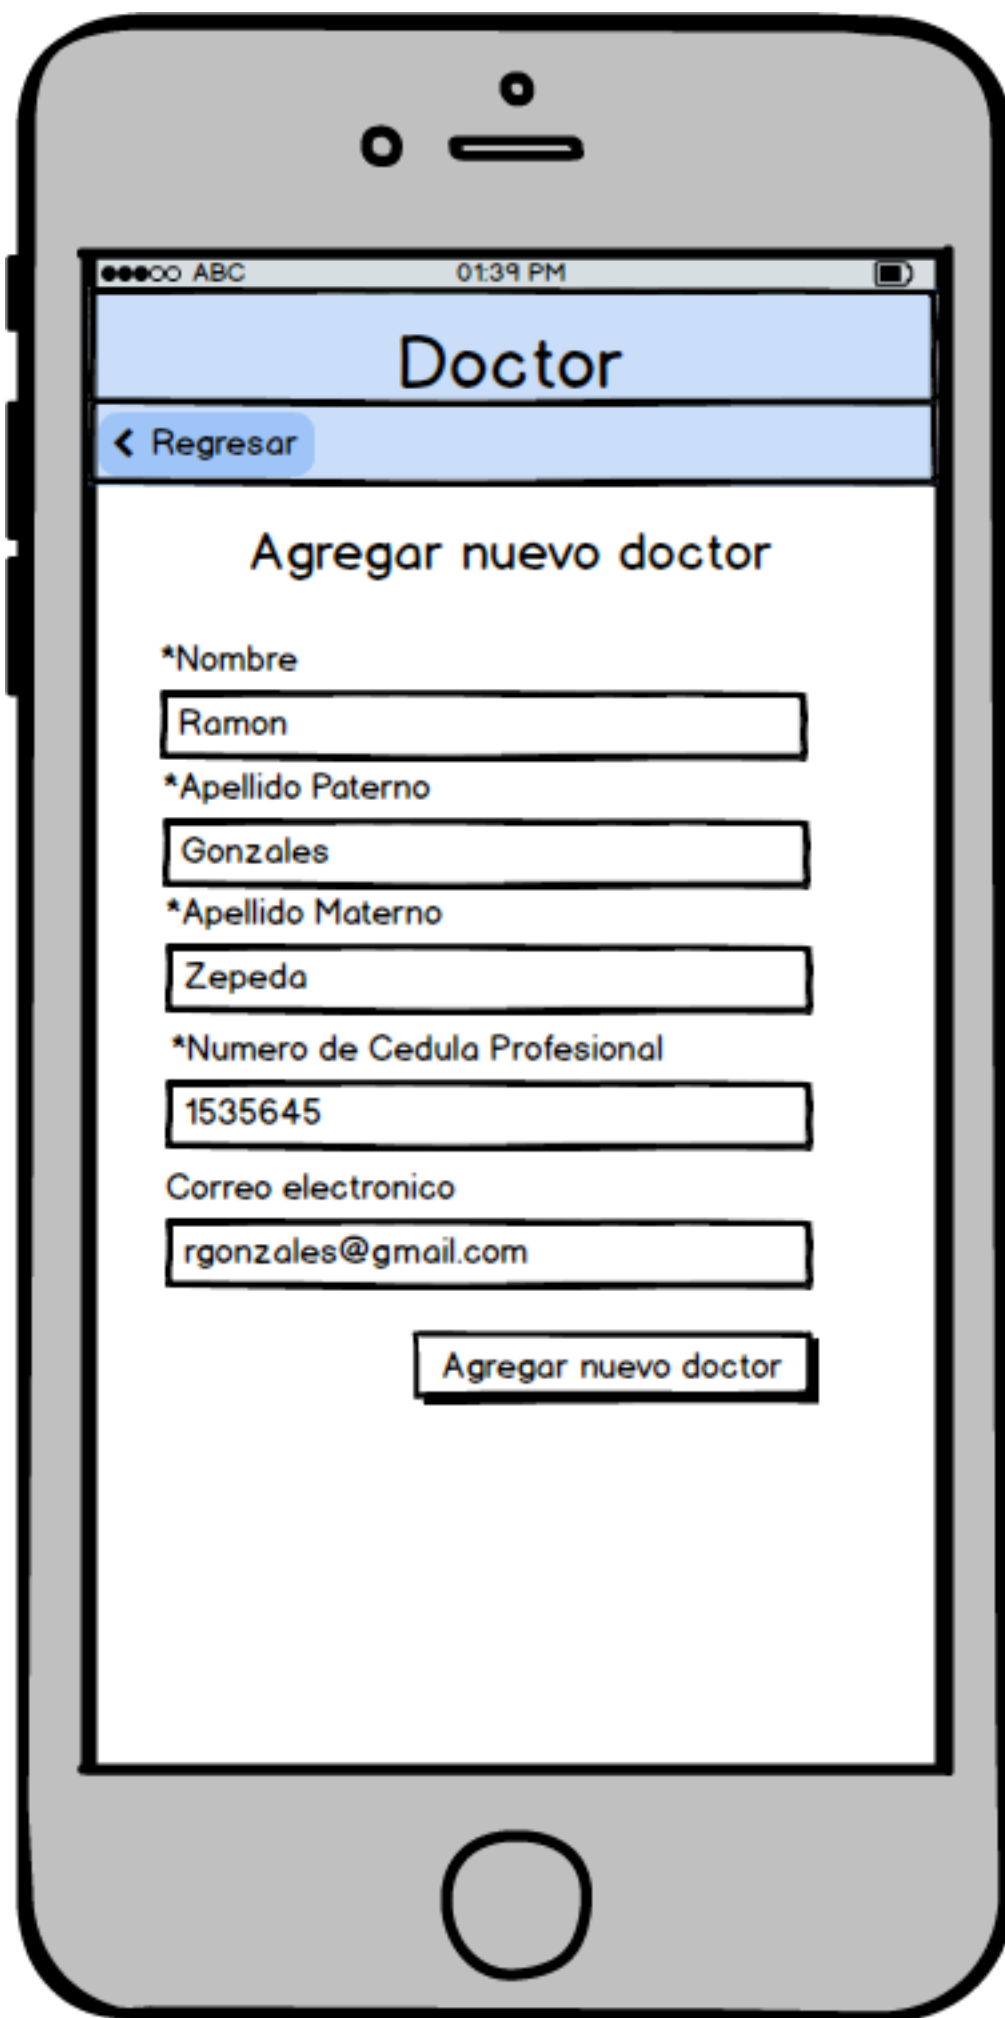 ABC 01:39 PM
Doctor
Regresar
Agregar nuevo doctor
*Nombre
Ramon
*Apellido Paterno
Gonzales
*Apellido Materno
Zepeda
*Numero de Cedula Profesional
1535645
Correo electronico
rgonzales@gmail.com
Agregar nuevo doctor